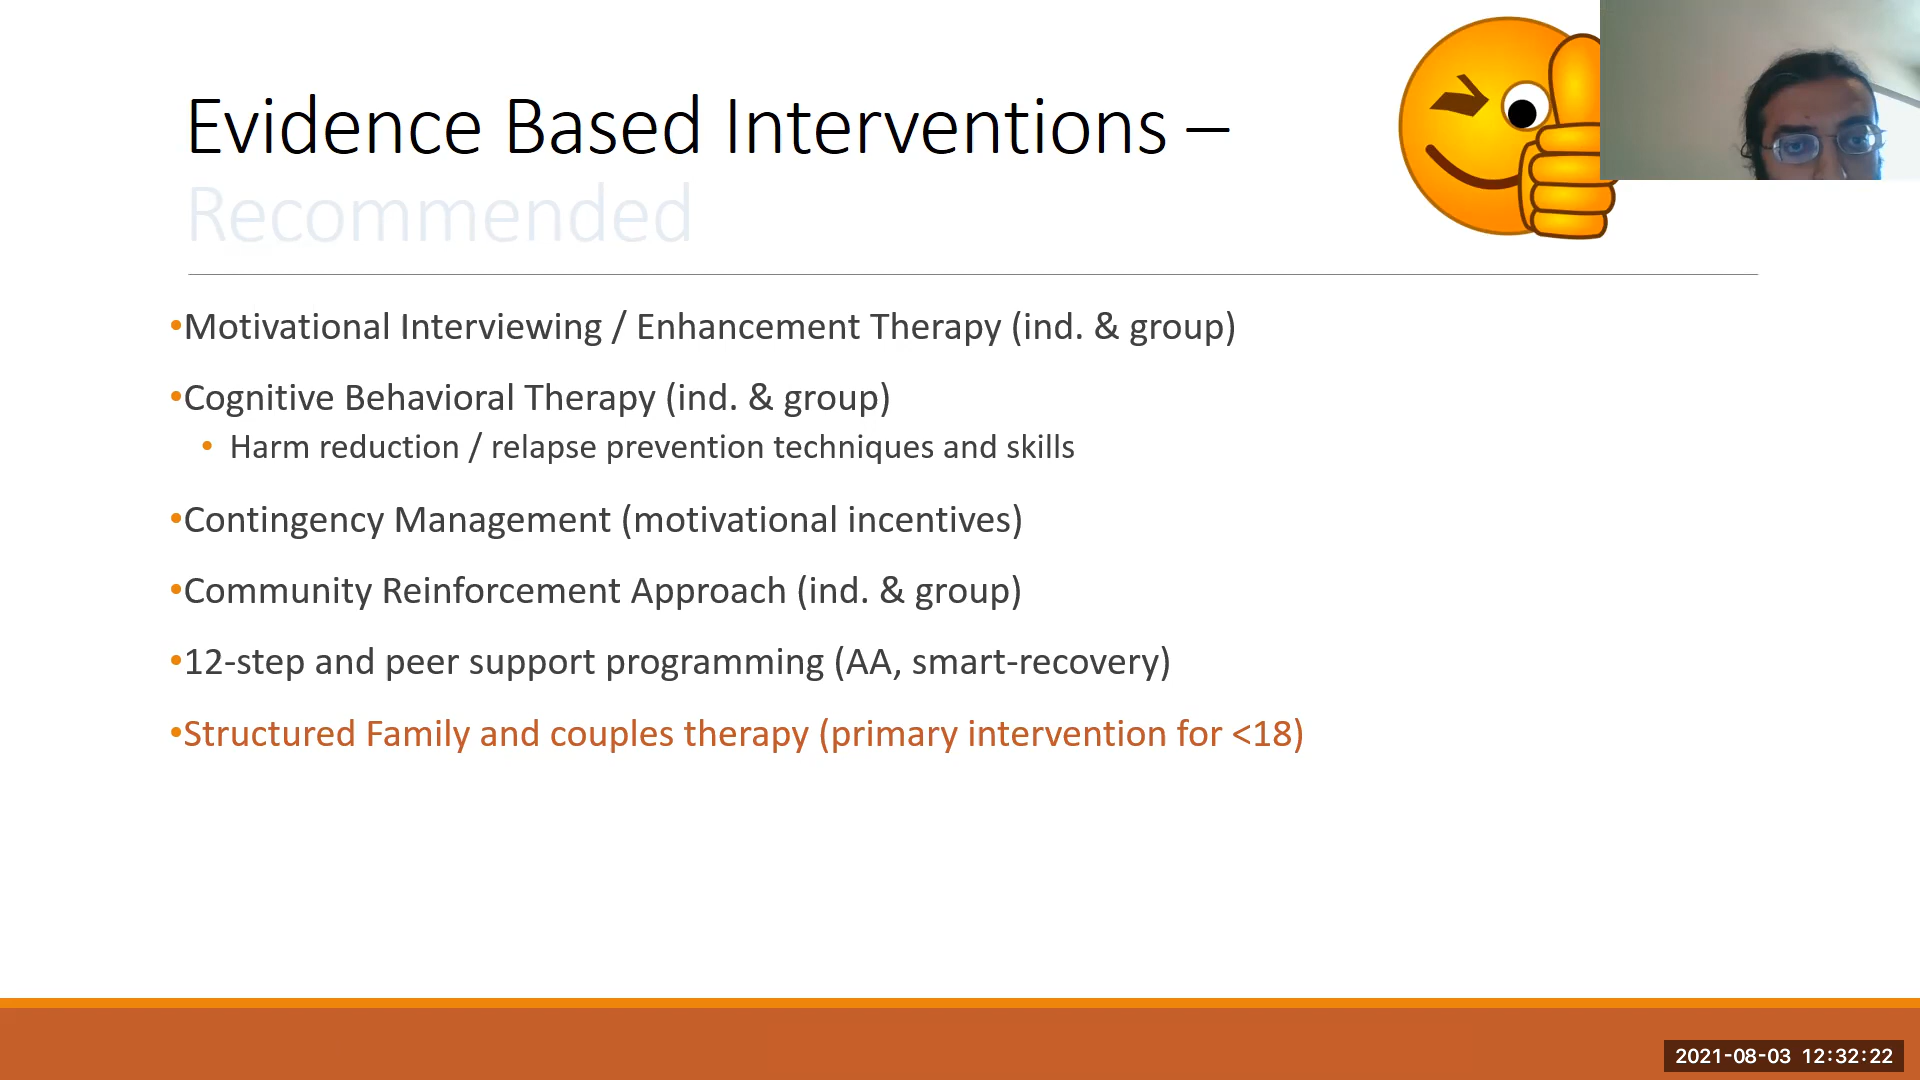 Evidence Based Interventions –
Recommended
•Motivational Interviewing / Enhancement Therapy (ind. & group)
•Cognitive Behavioral Therapy (ind. & group)
• Harm reduction / relapse prevention techniques and skills
•Contingency Management (motivational incentives)
•Community Reinforcement Approach (ind. & group)
•12-step and peer support programming (AA, smart-recovery)
•Structured Family and couples therapy (primary intervention for <18)
2021-08-03 12:32:22